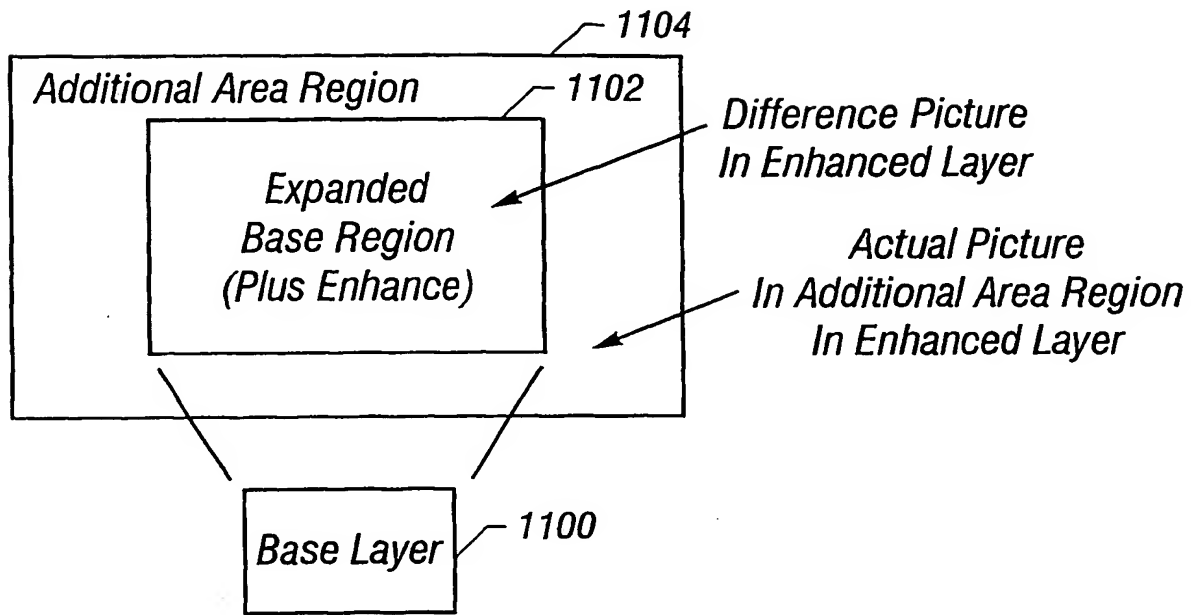 1104
Additional Area Region
1102
Difference Picture
In Enhanced Layer
Expanded
Base Region
(Plus Enhance)
Actual Picture
In Additional Area Region
In Enhanced Layer
Base Layer
1100